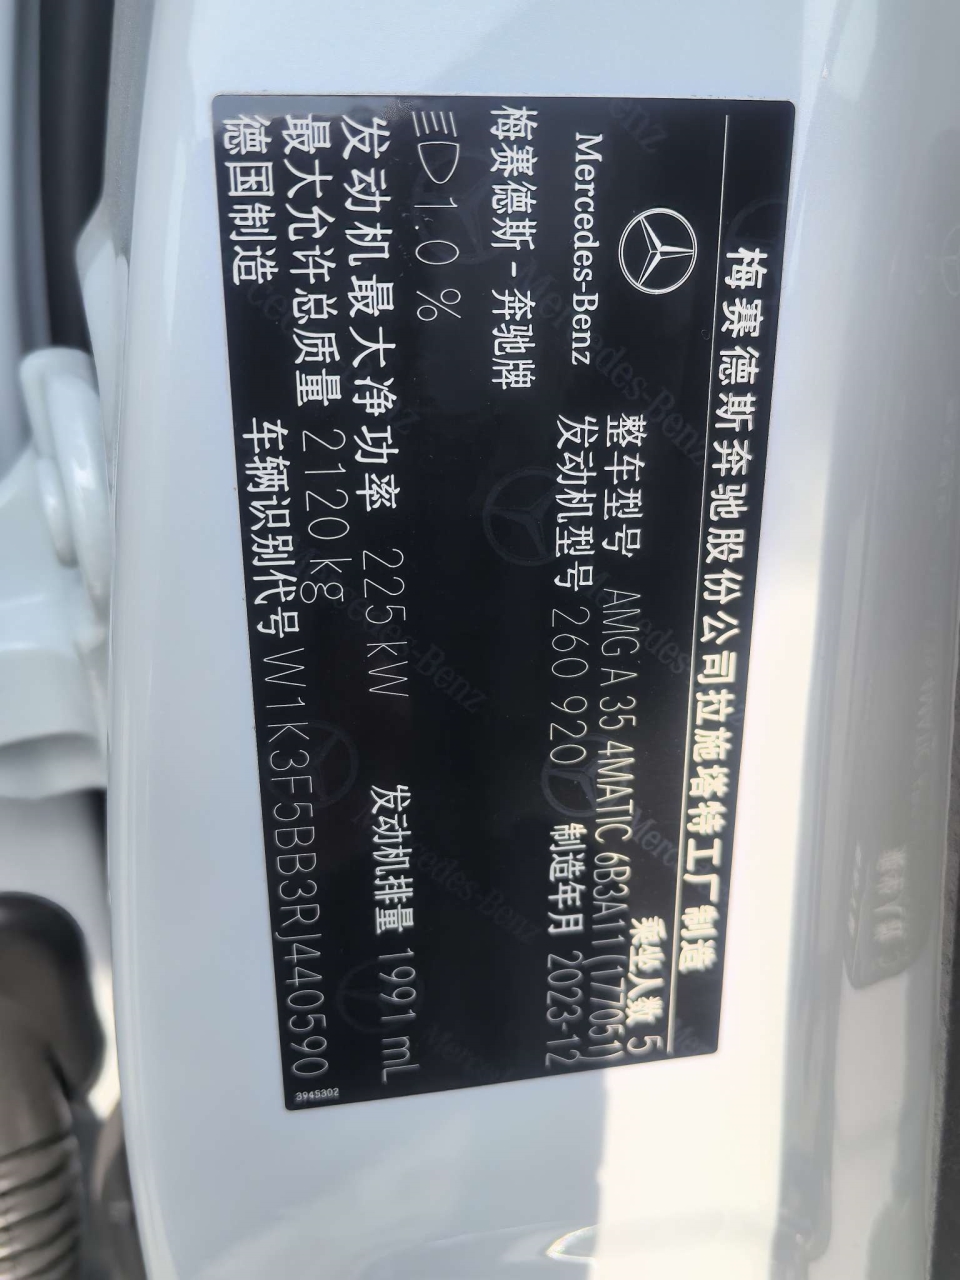 梅赛德斯奔驰股份公司拉施塔特工厂制造
乘坐人数 5
整车型号 AMG A 35 4MATIC 6B3A11(177051)
Mercedes-Benz
发动机型号 260 920
制造年月 2023-12
梅赛德斯-奔驰牌
1.0 %
发动机最大净功率 225 kW
发动机排量 1991 mL
最大允许总质量 2120kg
德国制造
车辆识别代号 W1K3F5BB3RJ440590
3945302